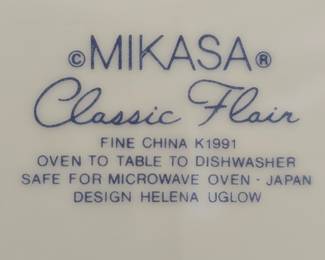 ©MIKASA®
Classic Flair
FINE CHINA K1991
OVEN TO TABLE TO DISHWASHER
SAFE FOR MICROWAVE OVEN - JAPAN
DESIGN HELENA UGLOW